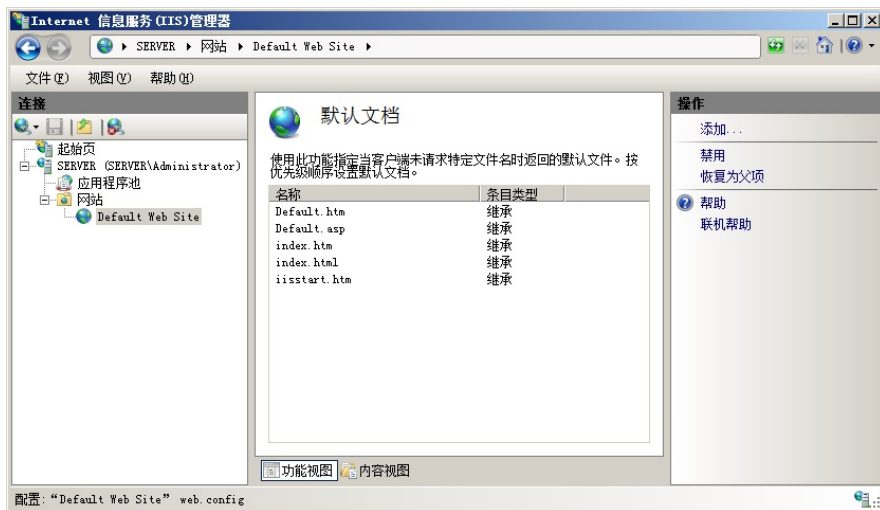 Internet 信息服务(IIS)管理器
SERVER 网站 Default Web Site
文件(F) 视图(V) 帮助(H)
连接
起始页
SERVER (SERVER\Administrator)
应用程序池
网站
Default Web Site
默认文档
使用此功能指定当客户端未请求特定文件名时返回的默认文件。按
优先级顺序设置默认文档。
名称 条目类型
Default.htm 继承
Default.asp 继承
index.htm 继承
index.html 继承
iisstart.htm 继承
功能视图 内容视图
操作
添加...
禁用
恢复为父项
帮助
联机帮助
配置:“Default Web Site” web.config